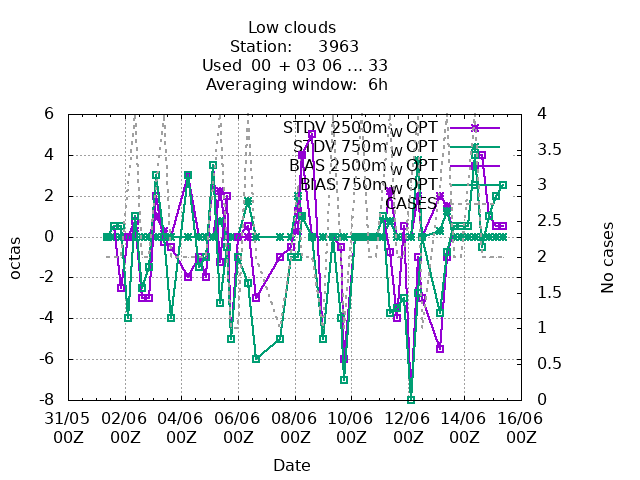 Low clouds
Station: 3963
Used 00 + 03 06 ... 33
Averaging window: 6h
STDV 2500m_W OPT
STDV 750m_W OPT
BIAS 2500m_W OPT
BIAS 750m_W OPT
CASES
6
4
2
0
-2
-4
-6
-8
octas
4
3.5
3
2.5
2
1.5
1
0.5
0
No cases
31/05 02/06 04/06 06/06 08/06 10/06 12/06 14/06 16/06
00Z 00Z 00Z 00Z 00Z 00Z 00Z 00Z 00Z
Date